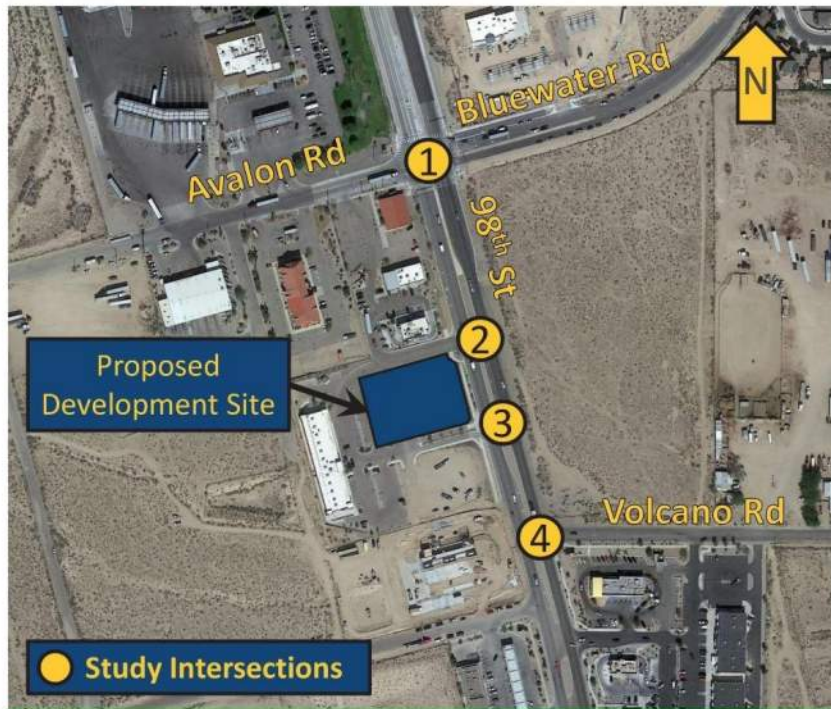 N
Bluewater Rd
1
Avalon Rd
98th St
2
Proposed
Development Site
3
Volcano Rd
4
Study Intersections